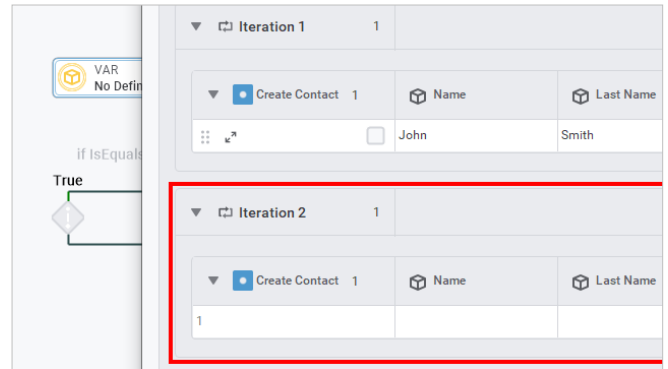 Iteration 1 1
VAR
No Defin
Create Contact 1 Name Last Name
John Smith
if IsEquals
True
Iteration 2 1
Create Contact 1 Name Last Name
1